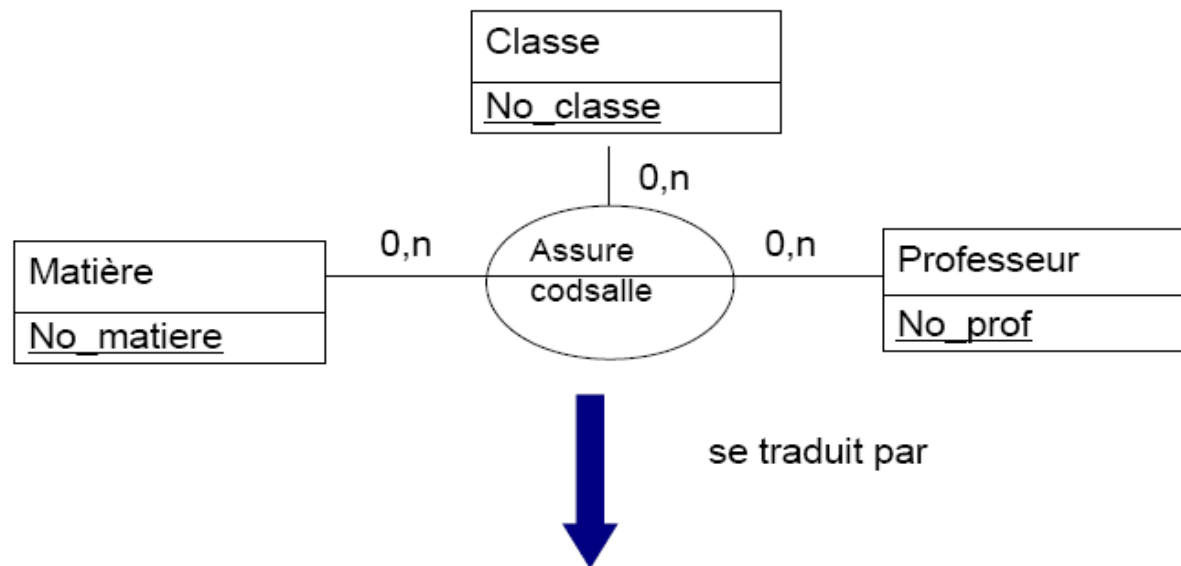 Classe
No_classe
0,n
0,n
Assure
codsalle
0,n
Matière
No_matiere
Professeur
No_prof
se traduit par